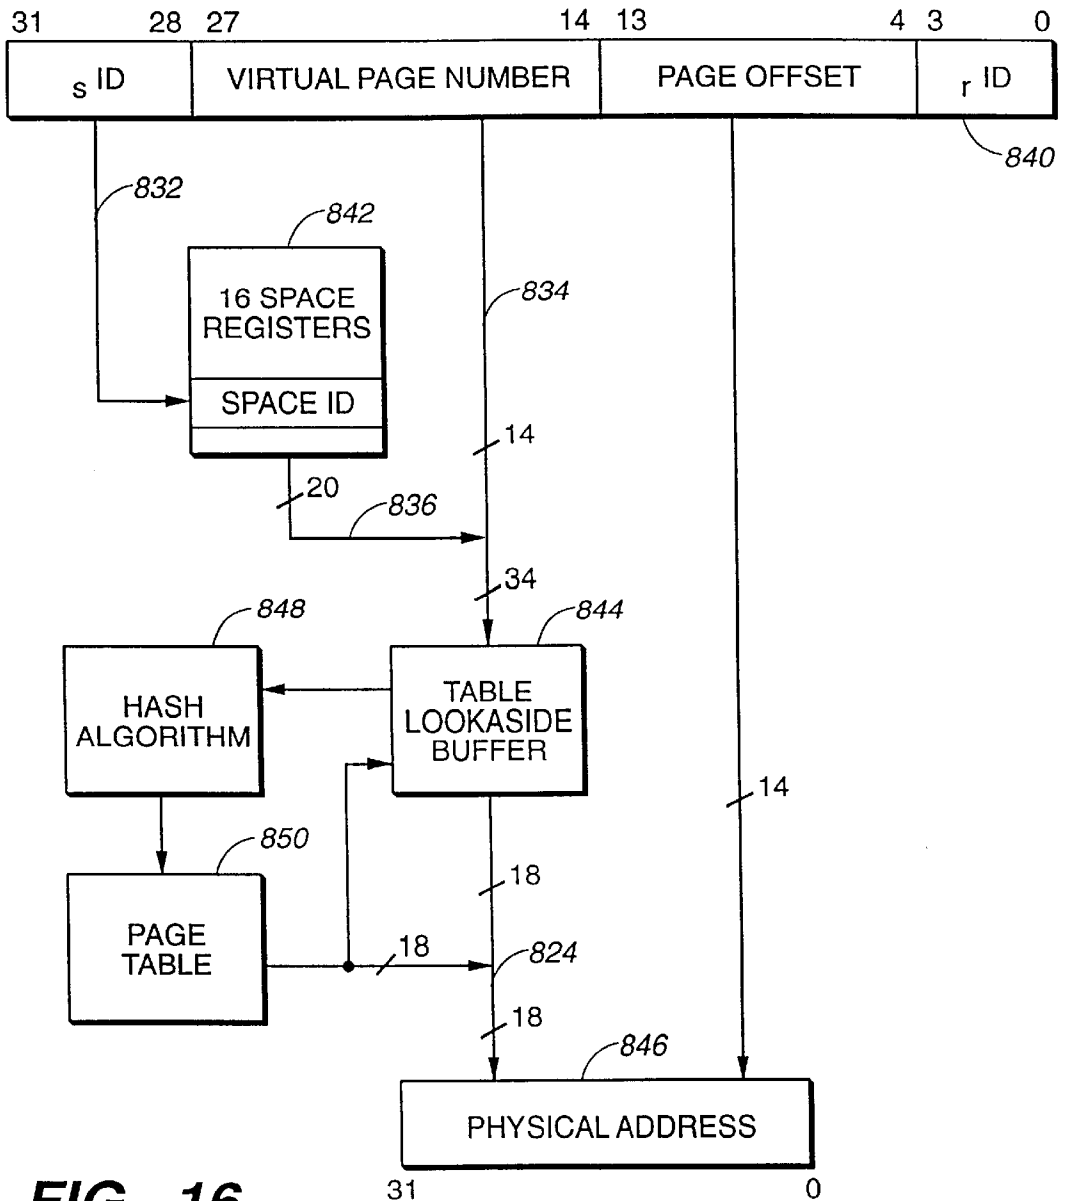 31 28 27 14 13 4 3 0
s ID VIRTUAL PAGE NUMBER PAGE OFFSET r ID
840
832
842
16 SPACE
REGISTERS
SPACE ID
834
14
20
836
34
848
844
HASH
ALGORITHM
TABLE
LOOKASIDE
BUFFER
14
850
18
PAGE
TABLE
18
824
18
846
PHYSICAL ADDRESS
31 0
FIG._16